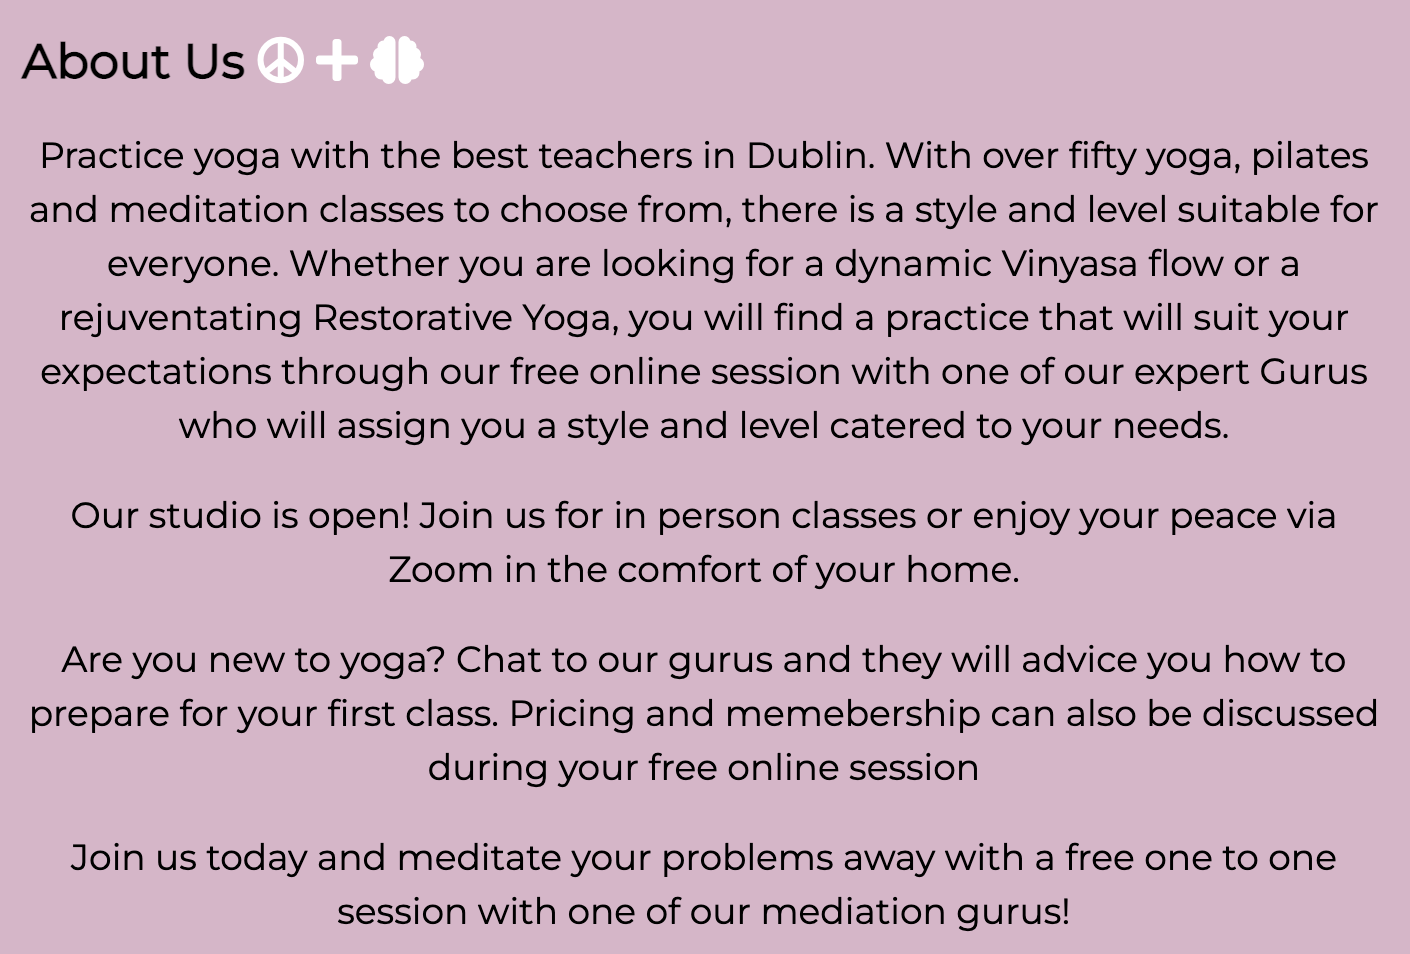 About Us
Practice yoga with the best teachers in Dublin. With over fifty yoga, pilates
and meditation classes to choose from, there is a style and level suitable for
everyone. Whether you are looking for a dynamic Vinyasa flow or a
rejuventating Restorative Yoga, you will find a practice that will suit your
expectations through our free online session with one of our expert Gurus
who will assign you a style and level catered to your needs.
Our studio is open! Join us for in person classes or enjoy your peace via
Zoom in the comfort of your home.
Are you new to yoga? Chat to our gurus and they will advice you how to
prepare for your first class. Pricing and memebership can also be discussed
during your free online session
Join us today and meditate your problems away with a free one to one
session with one of our mediation gurus!